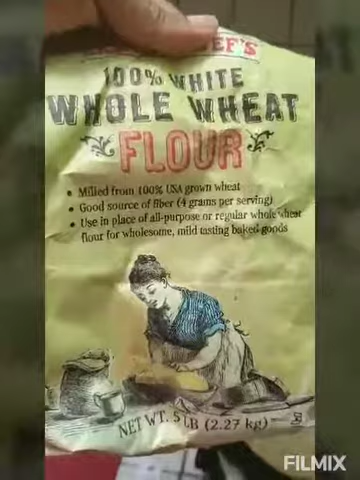 EF'S
100% WHITE
WHOLE WHEAT
FLOUR
• Milled from 100% USA grown wheat
• Good source of fiber (4 grams per serving)
• Use in place of all-purpose or regular whole wheat
flour for wholesome, mild tasting baked goods
NET WT. 5 LB (2.27 kg)
FILMIX